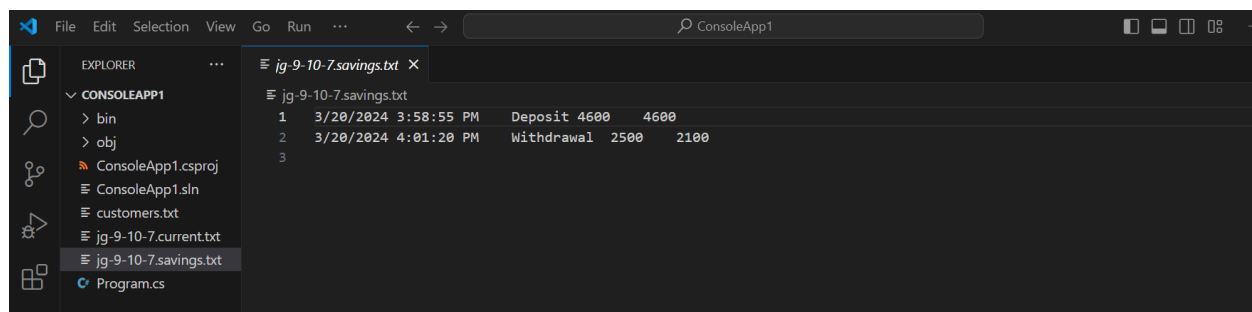 File Edit Selection View Go Run ··· ConsoleApp1
EXPLORER ···
CONSOLEAPP1
bin
obj
ConsoleApp1.csproj
ConsoleApp1.sln
customers.txt
jg-9-10-7.current.txt
jg-9-10-7.savings.txt
C# Program.cs
jg-9-10-7.savings.txt
jg-9-10-7.savings.txt
1 3/20/2024 3:58:55 PM Deposit 4600 4600
2 3/20/2024 4:01:20 PM Withdrawal 2500 2100
3